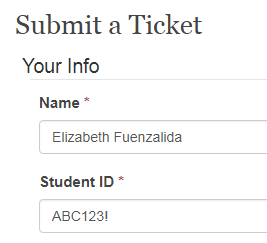 Submit a Ticket
Your Info
Name *
Elizabeth Fuenzalida
Student ID *
ABC123!